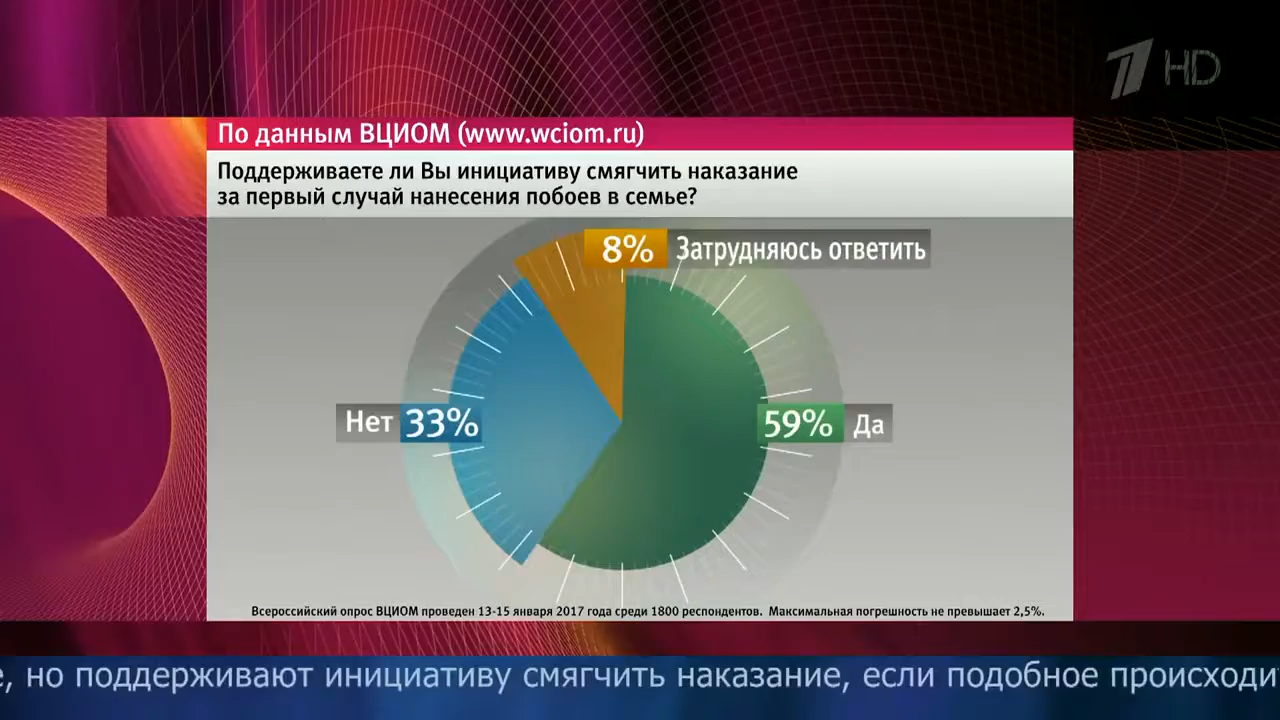 1 HD
По данным ВЦИОМ (www.wciom.ru)
Поддерживаете ли Вы инициативу смягчить наказание
за первый случай нанесения побоев в семье?
8% Затрудняюсь ответить
Нет 33%
59% Да
Всероссийский опрос ВЦИОМ проведен 13-15 января 2017 года среди 1800 респондентов. Максимальная погрешность не превышает 2,5%.
, но поддерживают инициативу смягчить наказание, если подобное происходи